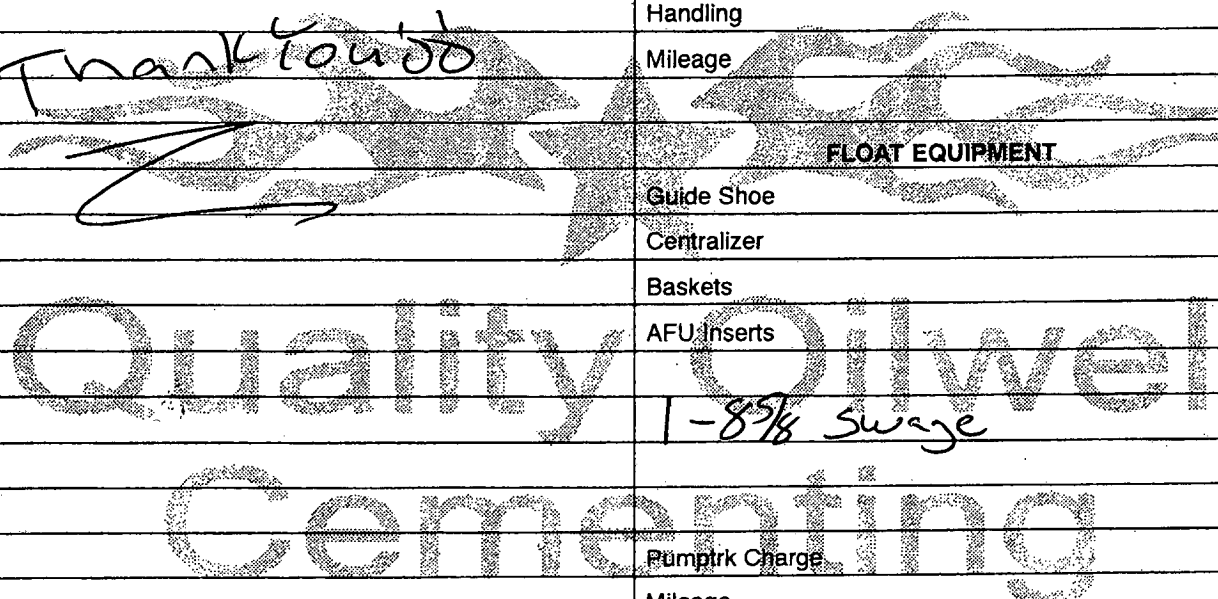 Handling
Thank You!!
Mileage
FLOAT EQUIPMENT
Guide Shoe
Centralizer
Baskets
AFU Inserts
Quality Oilwel
1-8 5/8 swage
Cementing
Pumptrk Charge
Mileage